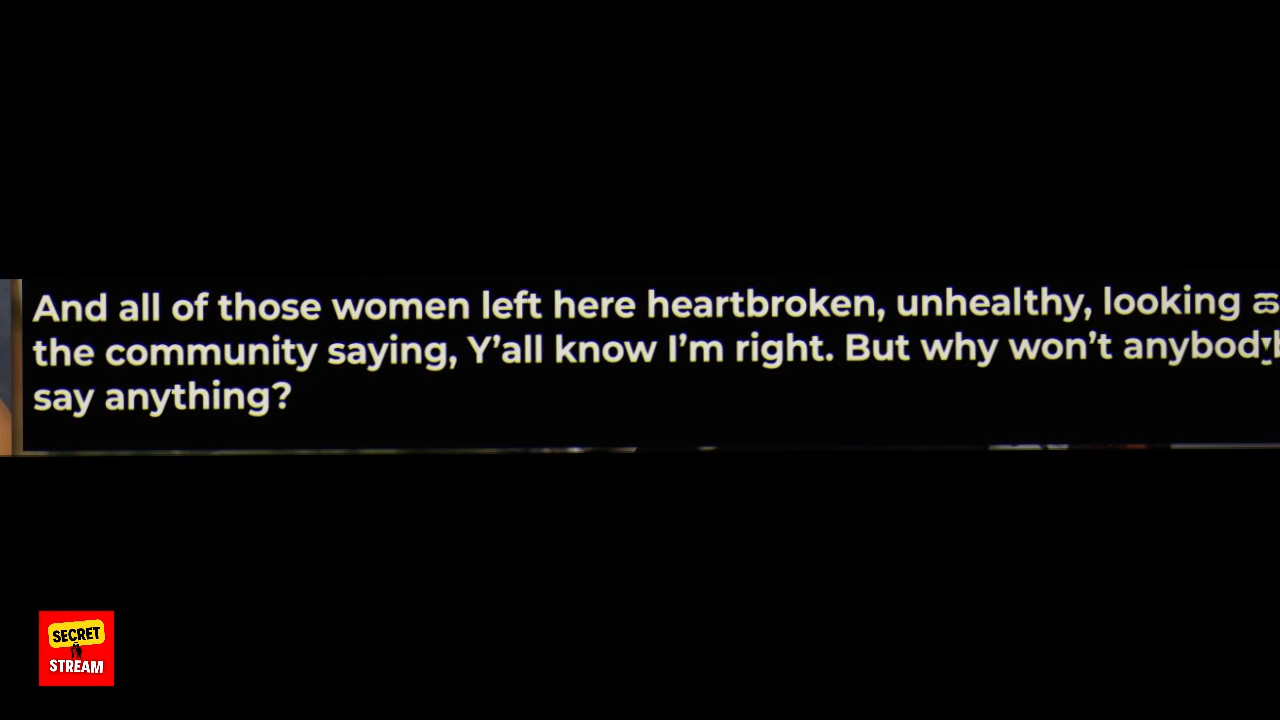 And all of those women left here heartbroken, unhealthy, looking
the community saying, Y'all know I'm right. But why won't
say anything?
SECRET
STREAM